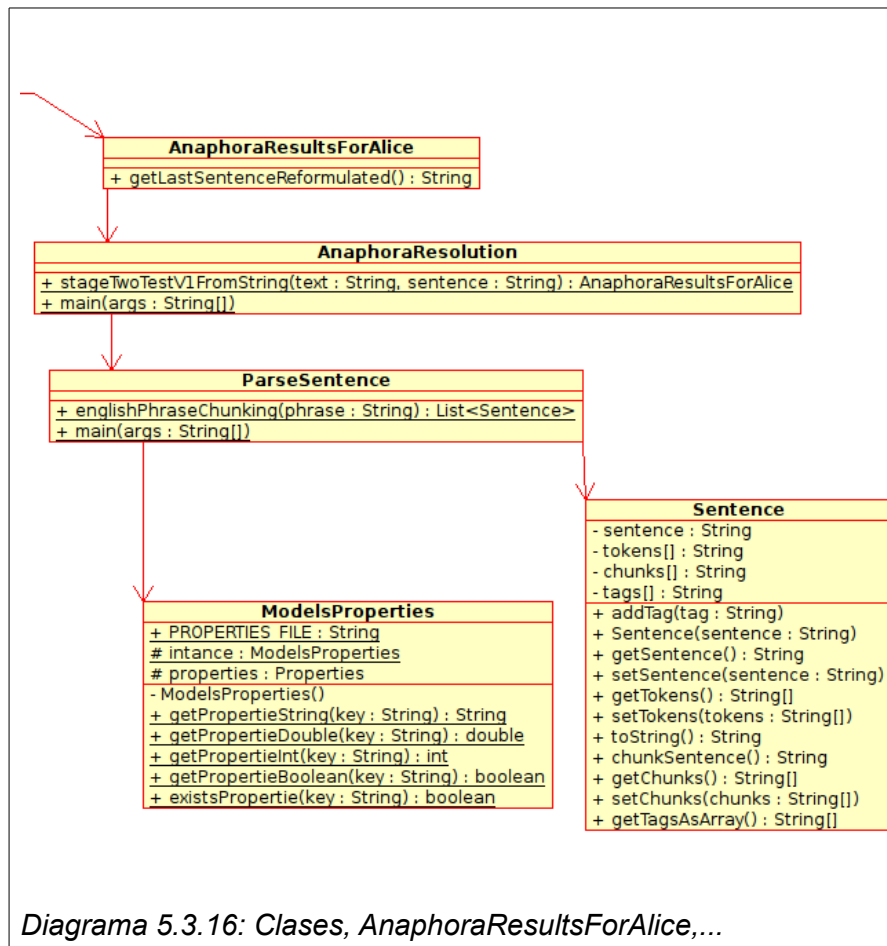 AnaphoraResultsForAlice
+ getLastSentenceReformulated() : String
AnaphoraResolution
+ stageTwoTestV1FromString(text : String, sentence : String) : AnaphoraResultsForAlice
+ main(args : String[])
ParseSentence
+ englishPhraseChunking(phrase : String) : List<Sentence>
+ main(args : String[])
Sentence
- sentence : String
- tokens[] : String
- chunks[] : String
- tags[] : String
+ addTag(tag : String)
+ Sentence(sentence : String)
+ getSentence() : String
+ setSentence(sentence : String)
+ getTokens() : String[]
+ setTokens(tokens : String[])
+ toString() : String
+ chunkSentence() : String
+ getChunks() : String[]
+ setChunks(chunks : String[])
+ getTagsAsArray() : String[]
ModelsProperties
+ PROPERTIES_FILE : String
# intance : ModelsProperties
# properties : Properties
- ModelsProperties()
+ getPropertieString(key : String) : String
+ getPropertieDouble(key : String) : double
+ getPropertieInt(key : String) : int
+ getPropertieBoolean(key : String) : boolean
+ existsPropertie(key : String) : boolean
Diagrama 5.3.16: Clases, AnaphoraResultsForAlice,...